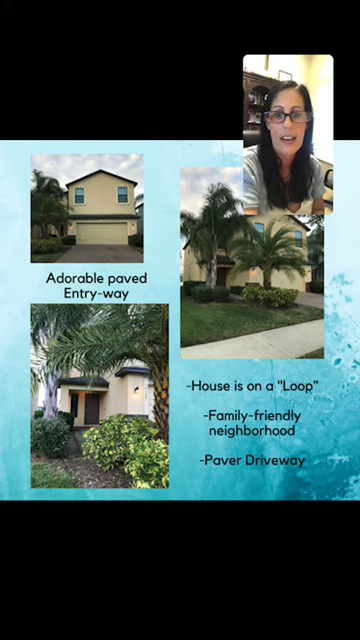 Adorable paved
Entry-way
-House is on a "Loop"
-Family-friendly
neighborhood
-Paver Driveway